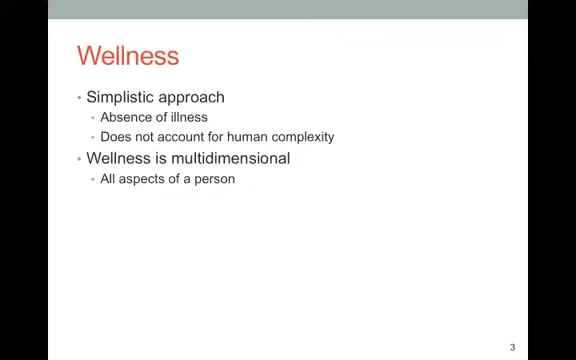 Wellness
• Simplistic approach
• Absence of illness
• Does not account for human complexity
• Wellness is multidimensional
• All aspects of a person
3